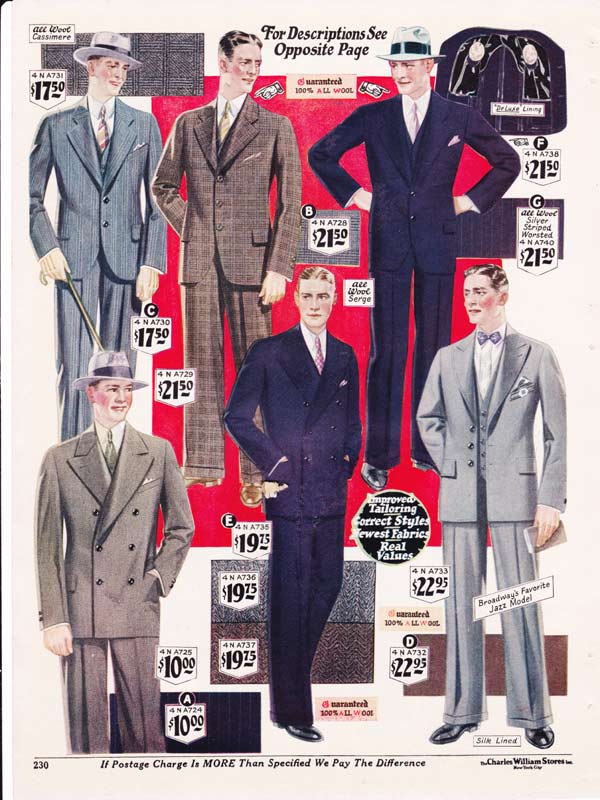 For Descriptions See
Opposite Page
all Wool
Cassimere
4 N A731
$17.50
Guaranteed
100% ALL WOOL
DeLuxe Lining
F
4 N A738
$21.50
G
all Wool
Silver
Striped
Worsted
4 N A740
$21.50
B
4 N A728
$21.50
all
Wool
Serge
C
4 N A730
$17.50
4 N A729
$21.50
Improved
Tailoring
Correct Styles
Newest Fabrics
Real
Values
E
4 N A735
$19.75
4 N A736
$19.75
4 N A737
$19.75
4 N A733
$22.95
Broadway's Favorite
Jazz Model
Guaranteed
100% ALL WOOL
D
4 N A732
$22.95
4 N A725
$10.00
A
4 N A724
$10.00
Guaranteed
100% ALL WOOL
Silk Lined
230
If Postage Charge Is MORE Than Specified We Pay The Difference
The Charles William Stores Inc.
New York City